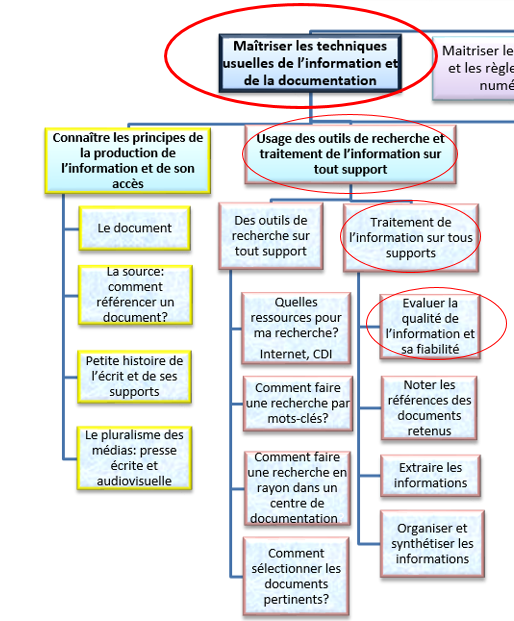 Maîtriser les techniques
usuelles de l'information et
de la documentation
Maitriser le
et les règle
numé
Connaître les principes de
la production de
l'information et de son
accès
Usage des outils de recherche et
traitement de l'information sur
tout support
Le document
La source:
comment
référencer un
document?
Petite histoire de
l'écrit et de ses
supports
Le pluralisme des
médias: presse
écrite et
audiovisuelle
Des outils de
recherche sur
tout support
Quelles
ressources pour
ma recherche?
Internet, CDI
Comment faire
une recherche par
mots-clés?
Comment faire
une recherche en
rayon dans un
centre de
documentation
Comment
sélectionner les
documents
pertinents?
Traitement de
l'information sur tous
supports
Evaluer la
qualité de
l'information et
sa fiabilité
Noter les
références des
documents
retenus
Extraire les
informations
Organiser et
synthétiser les
informations